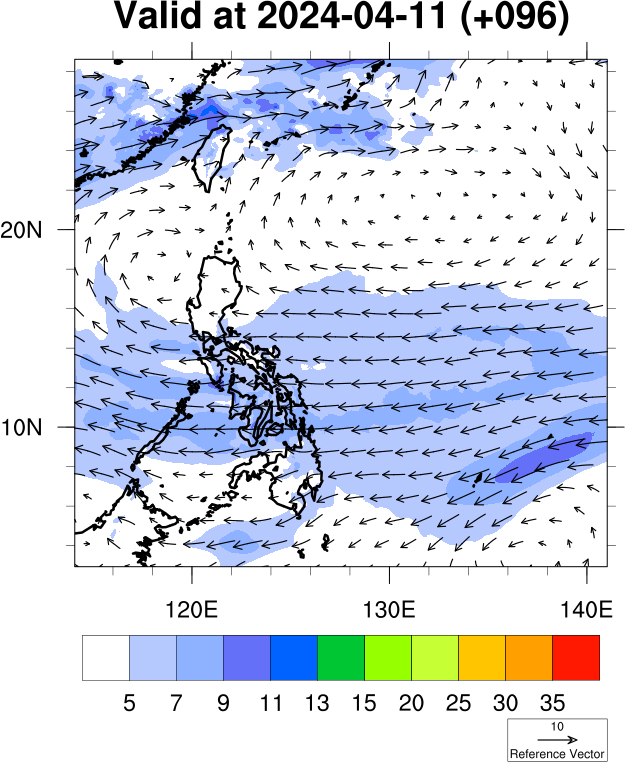 Valid at 2024-04-11 (+096)
20N
10N
120E 130E 140E
5 7 9 11 13 15 20 25 30 35
10
Reference Vector